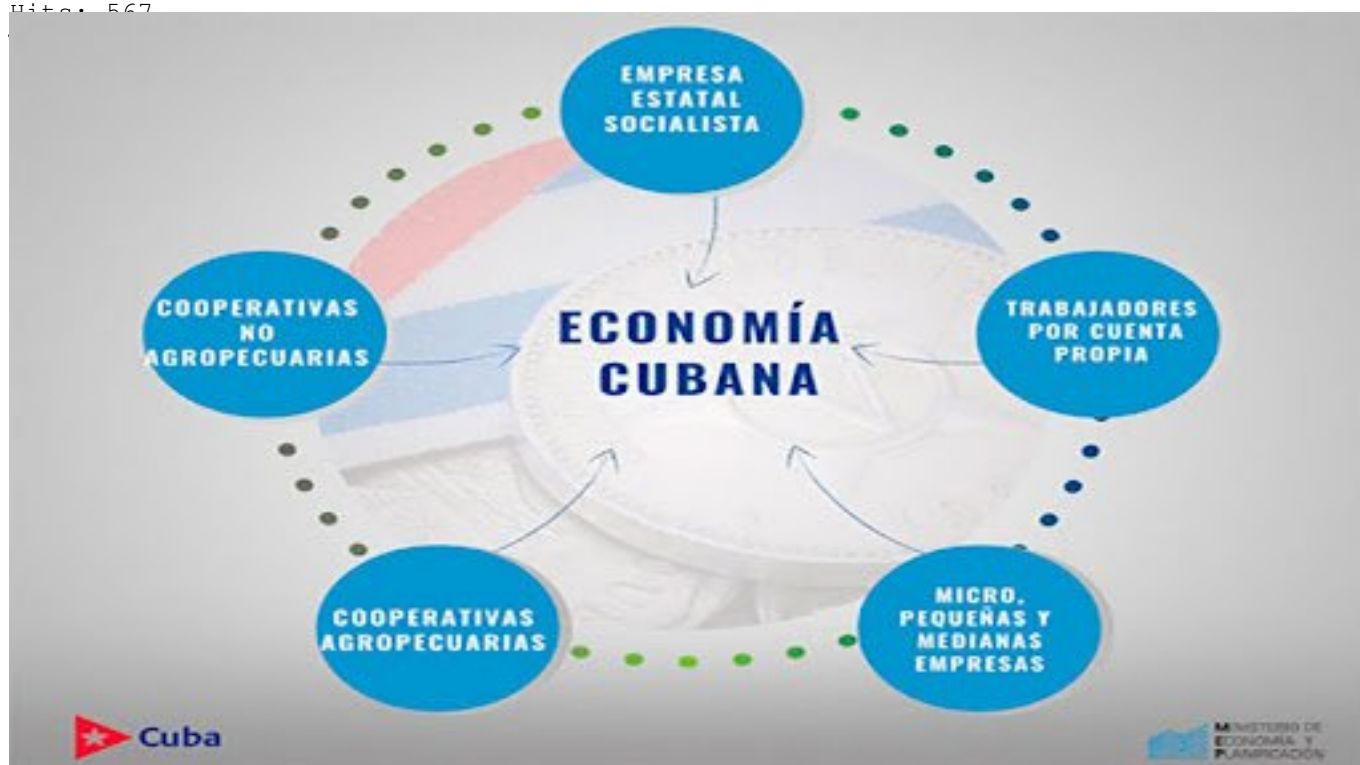 Hits: 567
EMPRESA
ESTATAL
SOCIALISTA
COOPERATIVAS
NO
AGROPECUARIAS
ECONOMÍA
CUBANA
TRABAJADORES
POR CUENTA
PROPIA
COOPERATIVAS
AGROPECUARIAS
MICRO,
PEQUEÑAS Y
MEDIANAS
EMPRESAS
Cuba
MINISTERIO DE
ECONOMÍA Y
PLANIFICACIÓN